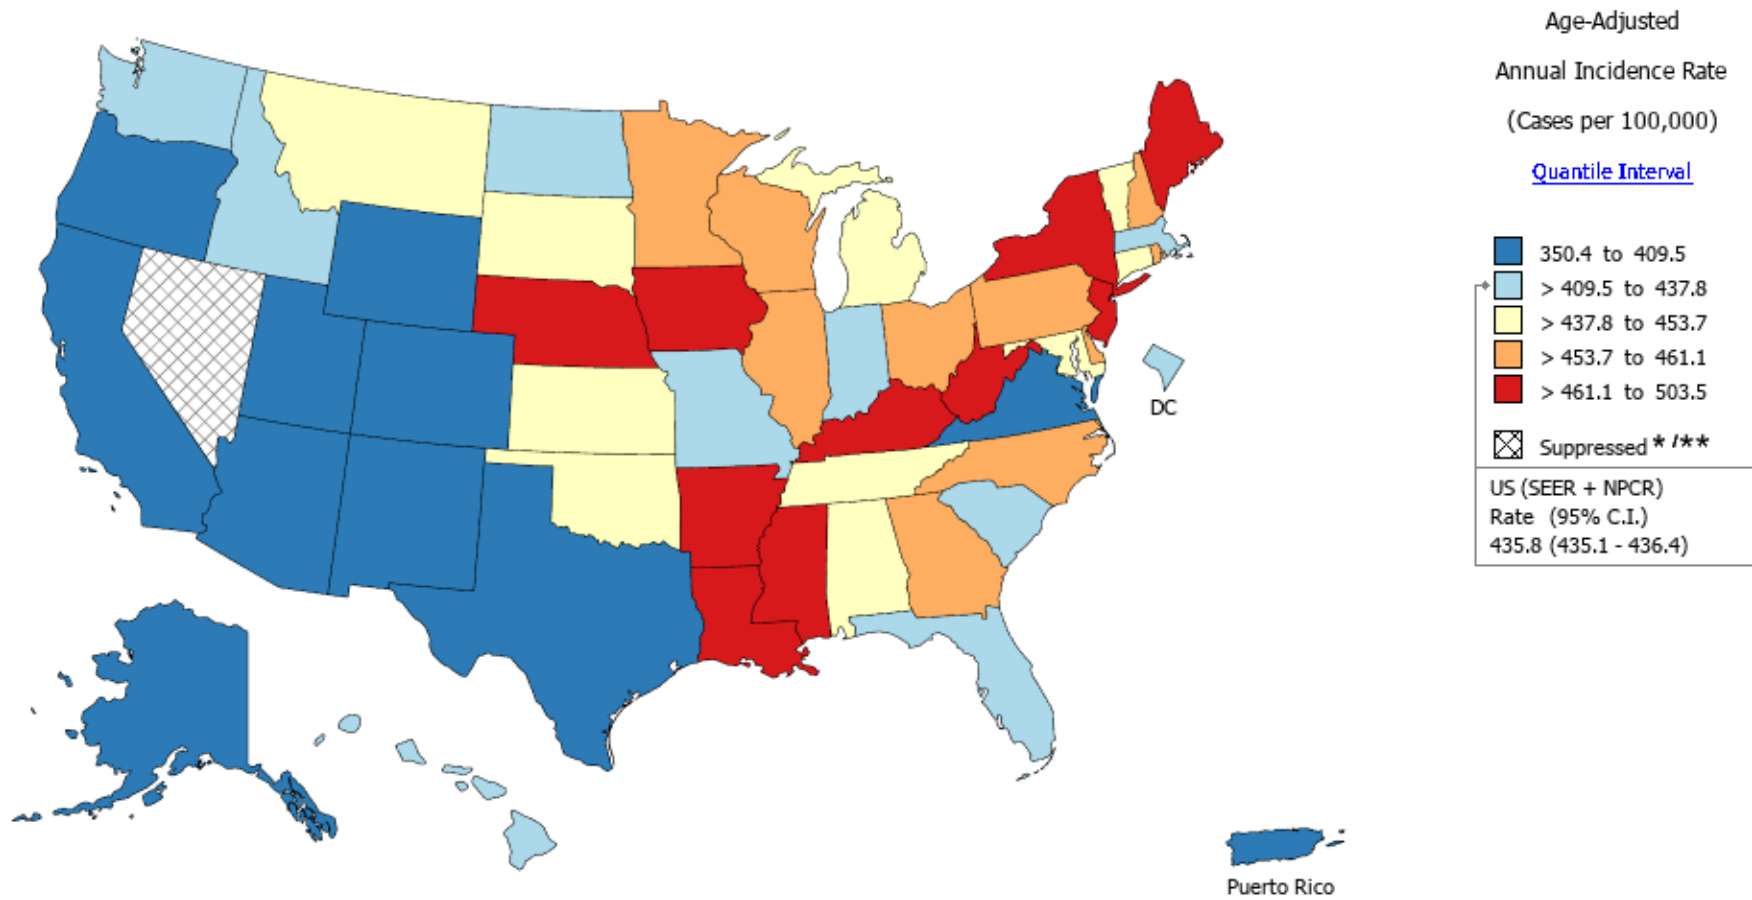 Age-Adjusted
Annual Incidence Rate
(Cases per 100,000)
Quantile Interval
350.4 to 409.5
> 409.5 to 437.8
> 437.8 to 453.7
> 453.7 to 461.1
> 461.1 to 503.5
Suppressed * /**
US (SEER + NPCR)
Rate (95% C.I.)
435.8 (435.1 - 436.4)
DC
Puerto Rico